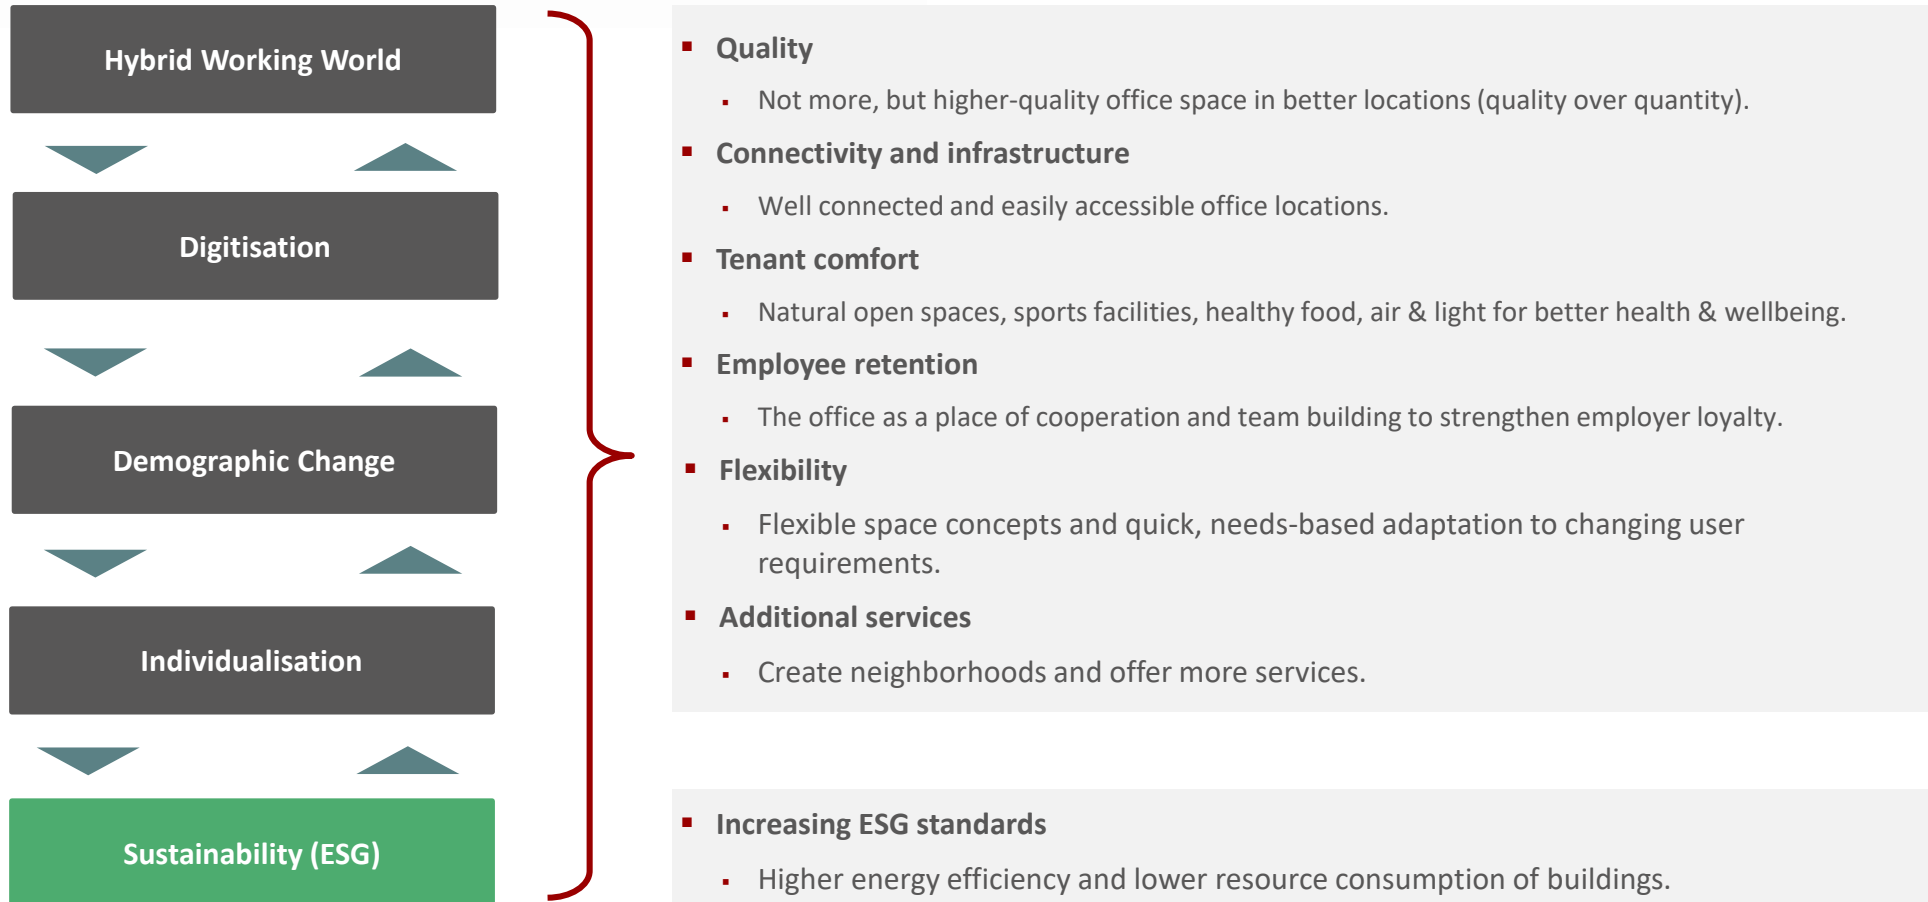 Hybrid Working World
Digitisation
Demographic Change
Individualisation
Sustainability (ESG)
▪ Quality
▪ Not more, but higher-quality office space in better locations (quality over quantity).
▪ Connectivity and infrastructure
▪ Well connected and easily accessible office locations.
▪ Tenant comfort
▪ Natural open spaces, sports facilities, healthy food, air & light for better health & wellbeing.
▪ Employee retention
▪ The office as a place of cooperation and team building to strengthen employer loyalty.
▪ Flexibility
▪ Flexible space concepts and quick, needs-based adaptation to changing user
requirements.
▪ Additional services
▪ Create neighborhoods and offer more services.
▪ Increasing ESG standards
▪ Higher energy efficiency and lower resource consumption of buildings.